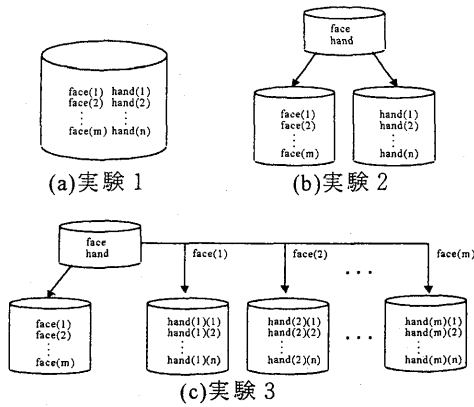 face(1) hand(1)
face(2) hand(2)
⋮ ⋮
face(m) hand(n)
(a)実験1
face
hand
face(1)
face(2)
⋮
face(m)
hand(1)
hand(2)
⋮
hand(n)
(b)実験2
face
hand
face(1)
face(2)
face(m)
・・・
face(1)
face(2)
⋮
face(m)
hand(1)(1)
hand(1)(2)
⋮
hand(1)(n)
hand(2)(1)
hand(2)(2)
⋮
hand(2)(n)
・・・
hand(m)(1)
hand(m)(2)
⋮
hand(m)(n)
(c)実験3